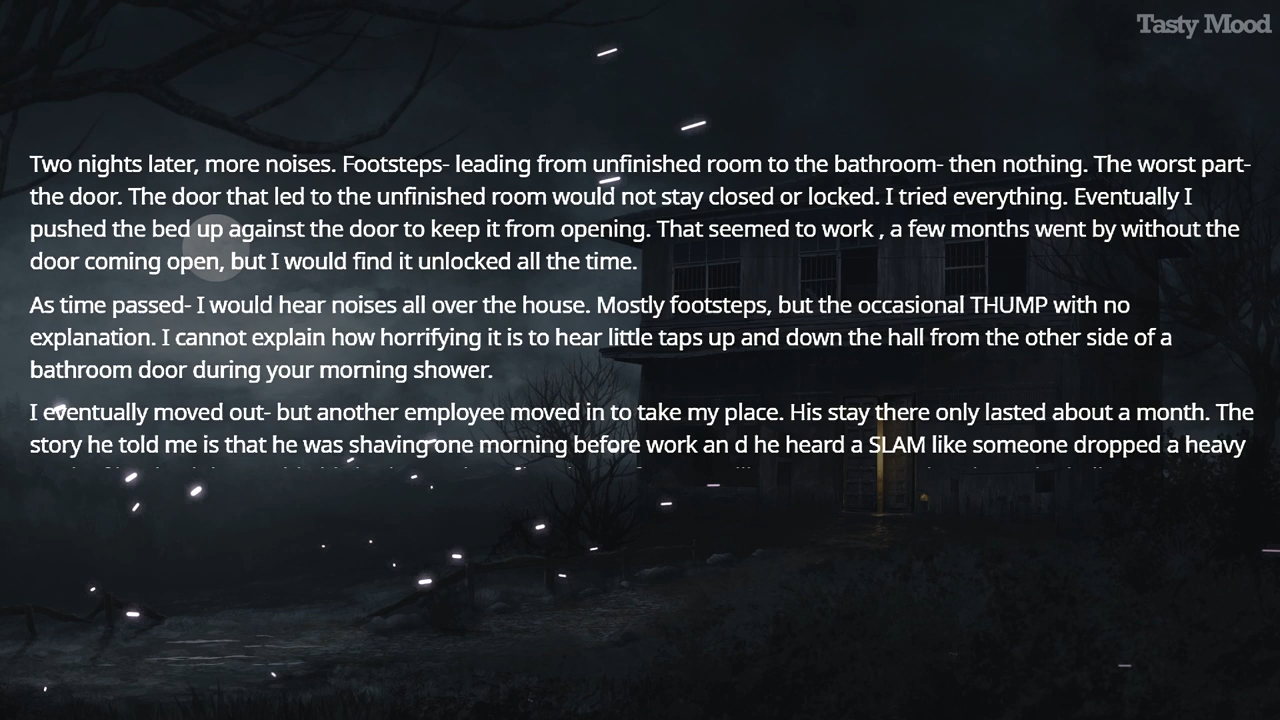 Tasty Mood
Two nights later, more noises. Footsteps- leading from unfinished room to the bathroom- then nothing. The worst part-
the door. The door that led to the unfinished room would not stay closed or locked. I tried everything. Eventually I
pushed the bed up against the door to keep it from opening. That seemed to work , a few months went by without the
door coming open, but I would find it unlocked all the time.
As time passed- I would hear noises all over the house. Mostly footsteps, but the occasional THUMP with no
explanation. I cannot explain how horrifying it is to hear little taps up and down the hall from the other side of a
bathroom door during your morning shower.
I eventually moved out- but another employee moved in to take my place. His stay there only lasted about a month. The
story he told me is that he was shaving one morning before work an d he heard a SLAM like someone dropped a heavy